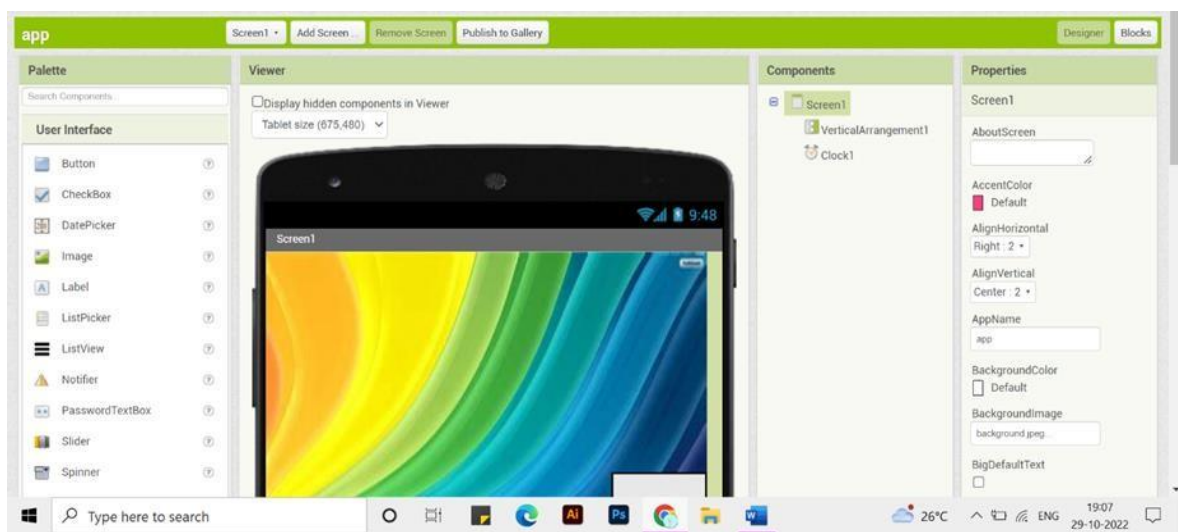 app
Screen1 Add Screen ... Remove Screen Publish to Gallery
Designer Blocks
Palette
Search Components...
User Interface
Button
CheckBox
DatePicker
Image
Label
ListPicker
ListView
Notifier
PasswordTextBox
Slider
Spinner
Viewer
Display hidden components in Viewer
Tablet size (675,480)
9:48
Screen1
Components
Screen1
VerticalArrangement1
Clock1
Properties
Screen1
AboutScreen
AccentColor
Default
AlignHorizontal
Right : 2
AlignVertical
Center : 2
AppName
app
BackgroundColor
Default
BackgroundImage
background.jpeg...
BigDefaultText
Type here to search
Ai
Ps
26°C
ENG
19:07
29-10-2022